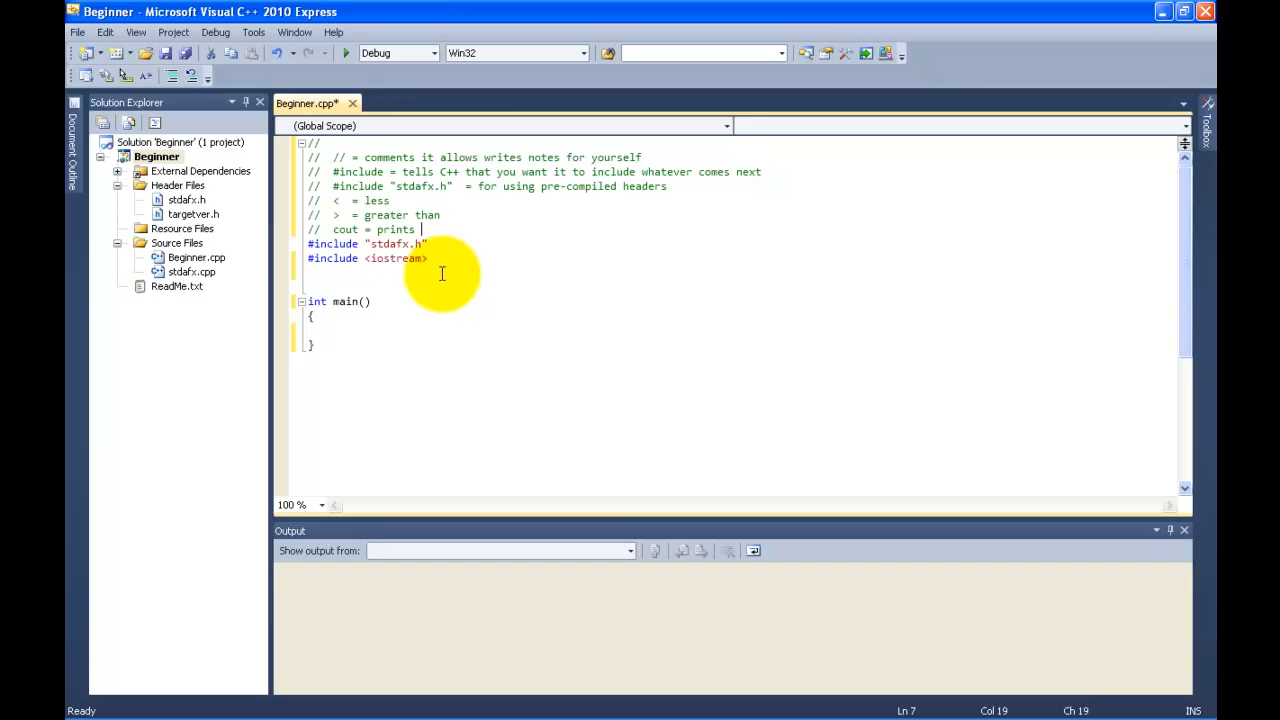 Beginner - Microsoft Visual C++ 2010 Express
File Edit View Project Debug Tools Window Help
Debug Win32
Solution Explorer
Beginner.cpp*
(Global Scope)
Document Outline
Toolbox
Solution 'Beginner' (1 project)
Beginner
External Dependencies
Header Files
stdafx.h
targetver.h
Resource Files
Source Files
Beginner.cpp
stdafx.cpp
ReadMe.txt
//
// // = comments it allows writes notes for yourself
// #include = tells C++ that you want it to include whatever comes next
// #include "stdafx.h" = for using pre-compiled headers
// < = less
// > = greater than
// cout = prints
#include "stdafx.h"
#include <iostream>
int main()
{
}
100 %
Output
Show output from:
Ready Ln 7 Col 19 Ch 19 INS